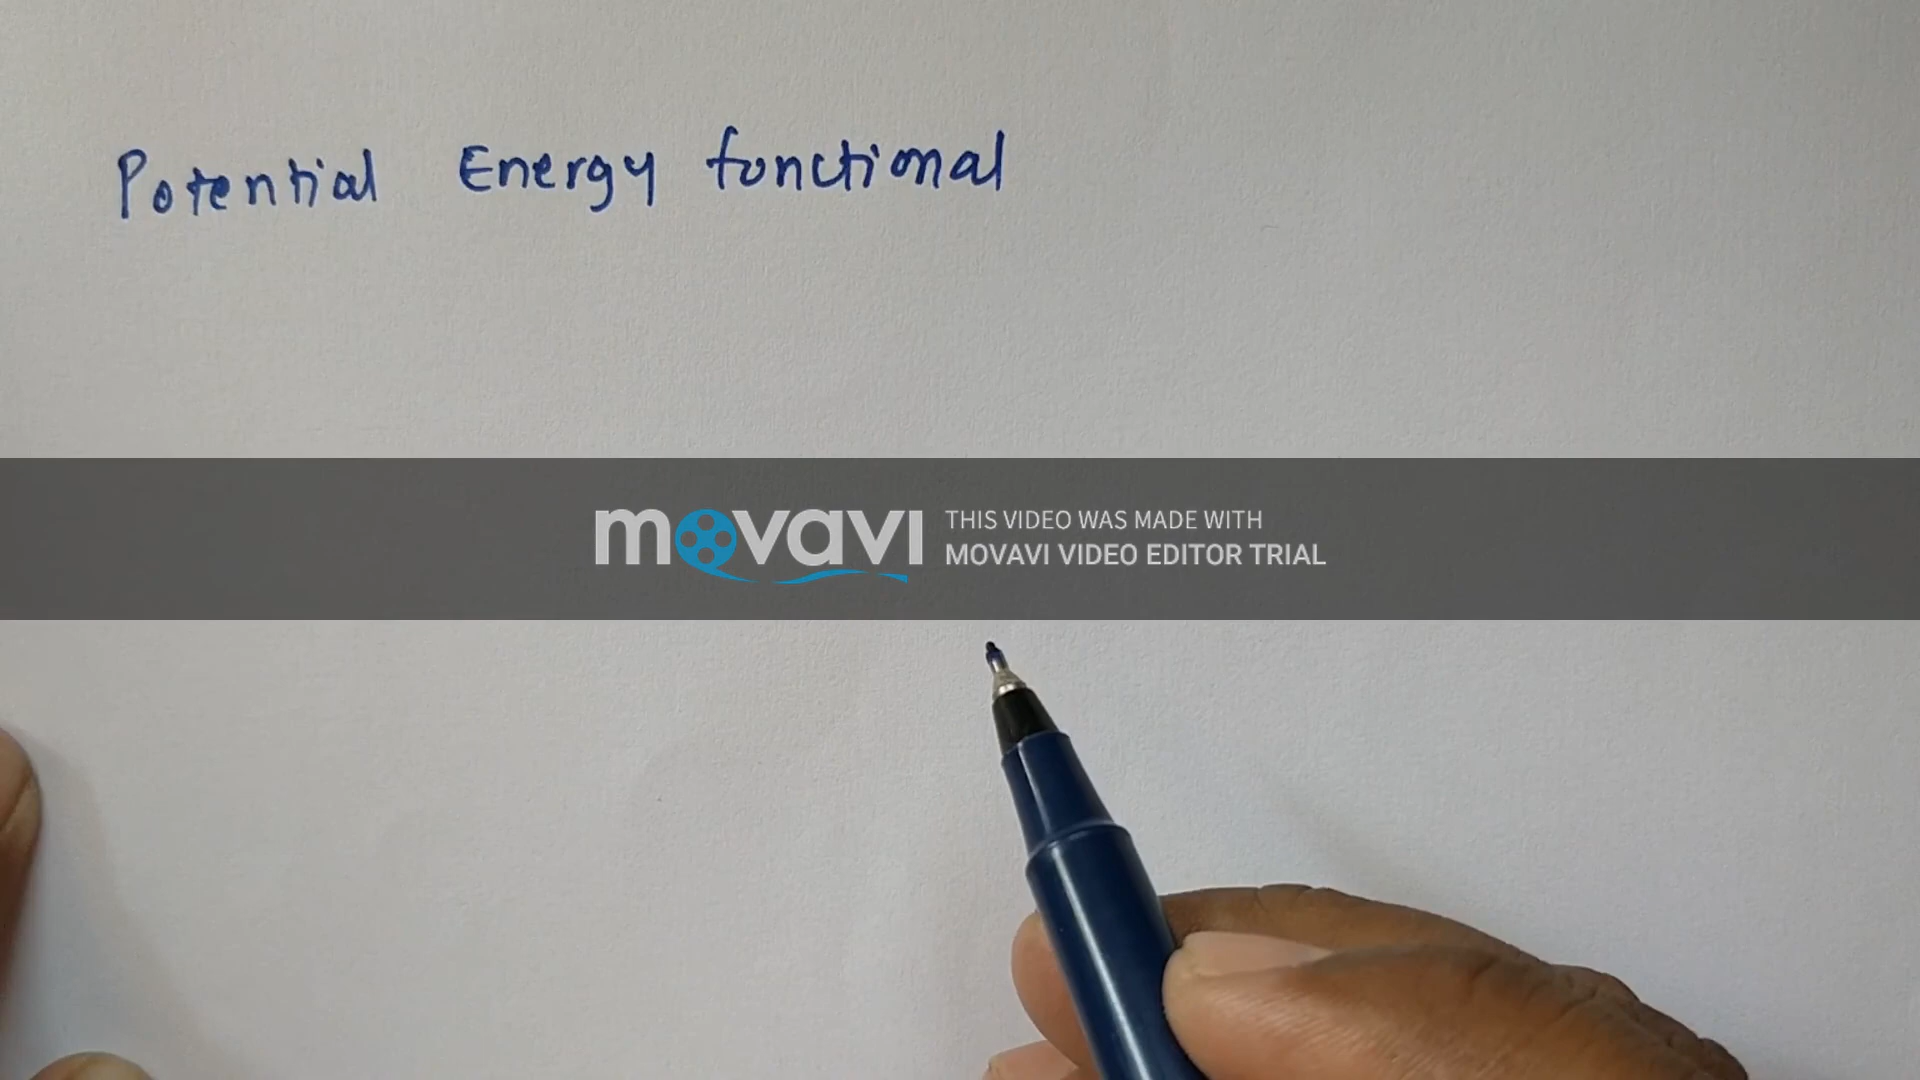 Potential Energy functional
movavi
THIS VIDEO WAS MADE WITH
MOVAVI VIDEO EDITOR TRIAL